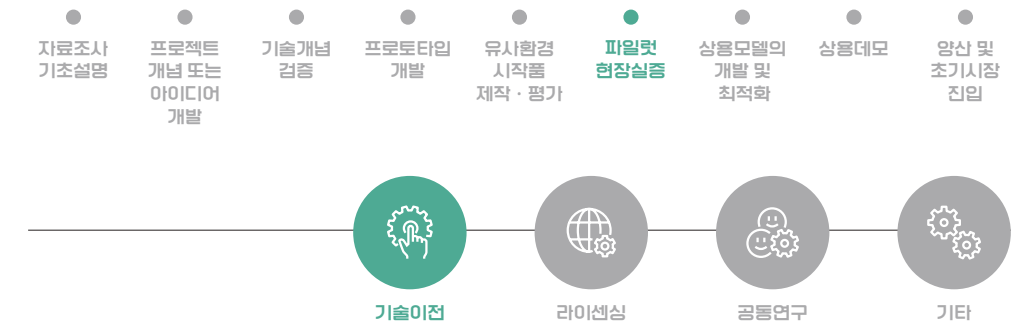 자료조사
기초설명
프로젝트
개념 또는
아이디어
개발
기술개념
검증
프로토타입
개발
유사환경
시작품
제작 · 평가
파일럿
현장실증
상용모델의
개발 및
최적화
상용데모
양산 및
초기시장
진입
기술이전
라이센싱
공동연구
기타